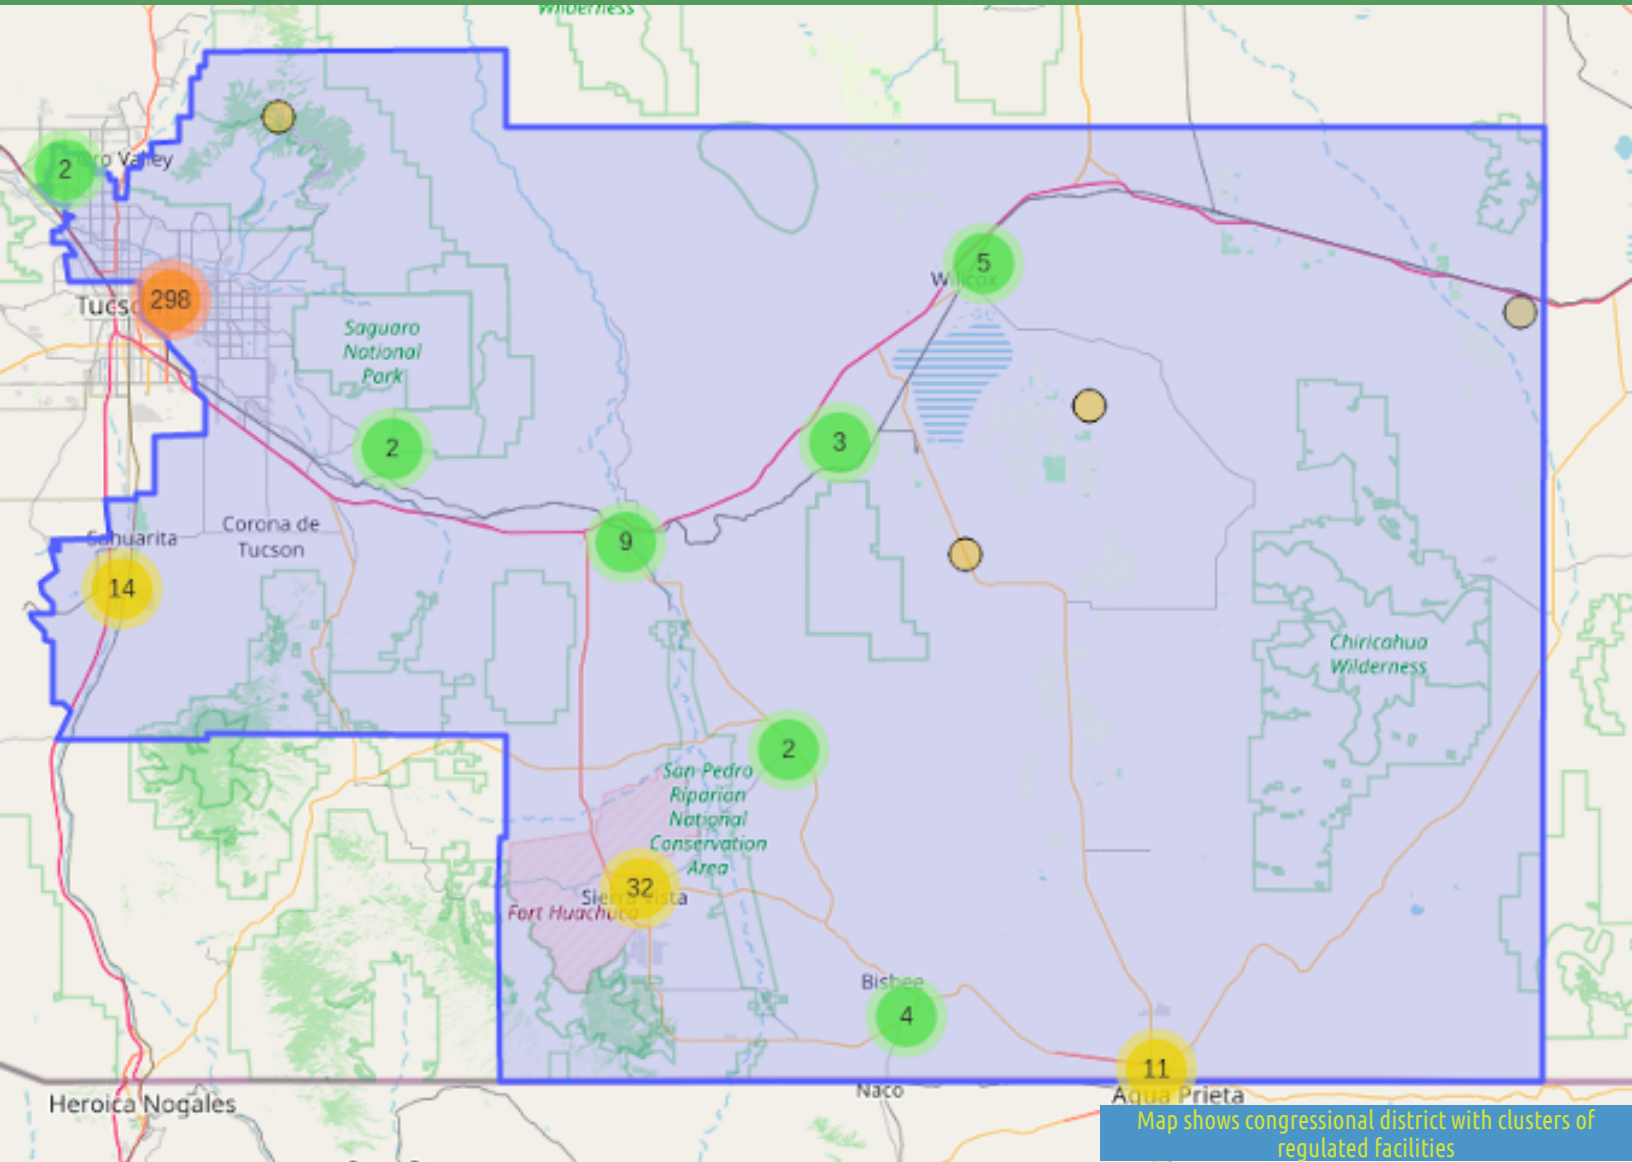 Wilderness
2
Oro Valley
298
Tucson
5
Willcox
Saguaro
National
Park
2
3
Corona de
Tucson
9
Sahuarita
14
Chiricahua
Wilderness
2
San Pedro
Riparian
National
Conservation
Area
32
Sierra Vista
Fort Huachuca
Bisbee
4
11
Naco
Agua Prieta
Heroica Nogales
Map shows congressional district with clusters of
regulated facilities